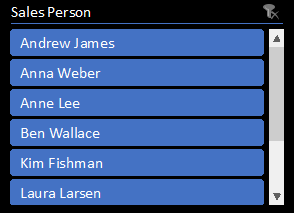 Sales Person
Andrew James
Anna Weber
Anne Lee
Ben Wallace
Kim Fishman
Laura Larsen